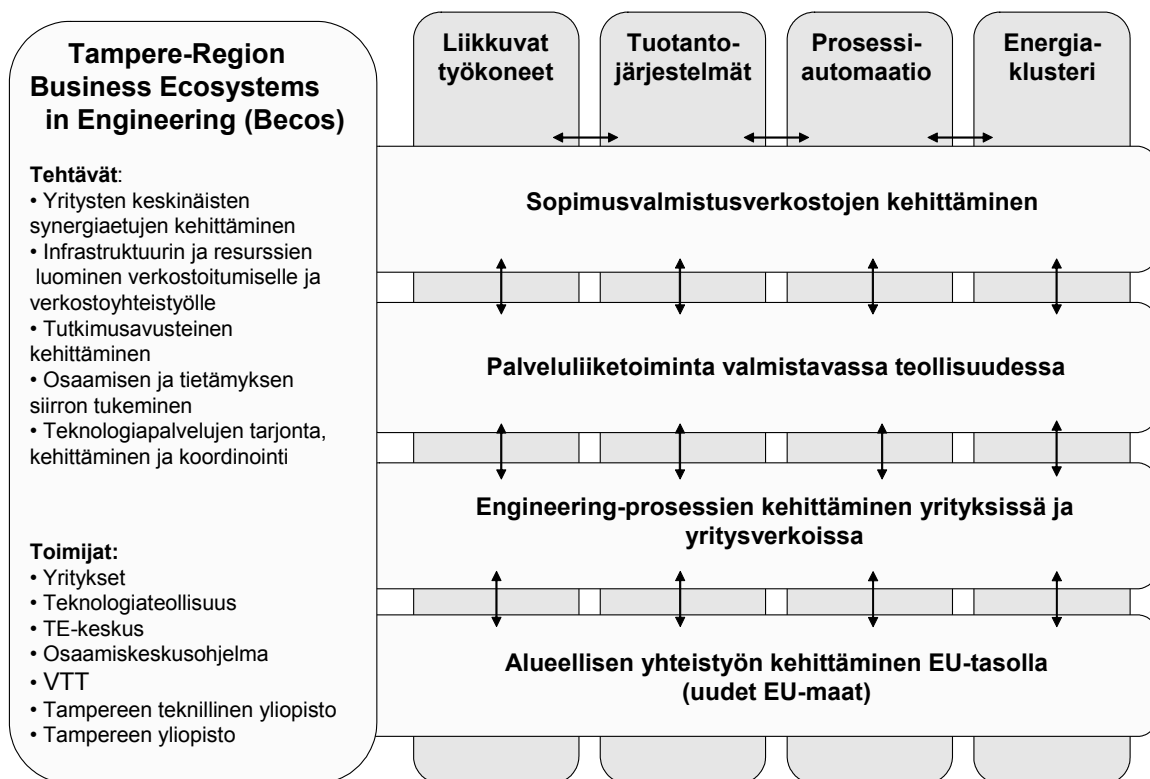 Tampere-Region
Business Ecosystems
in Engineering (Becos)
Tehtävät:
• Yritysten keskinäisten
synergiaetujen kehittäminen
• Infrastruktuurin ja resurssien
luominen verkostoitumiselle ja
verkostoyhteistyölle
• Tutkimusavusteinen
kehittäminen
• Osaamisen ja tietämyksen
siirron tukeminen
• Teknologiapalvelujen tarjonta,
kehittäminen ja koordinointi
Toimijat:
• Yritykset
• Teknologiateollisuus
• TE-keskus
• Osaamiskeskusohjelma
• VTT
• Tampereen teknillinen yliopisto
• Tampereen yliopisto
Liikkuvat
työkoneet
Tuotanto-
järjestelmät
Prosessi-
automaatio
Energia-
klusteri
Sopimusvalmistusverkostojen kehittäminen
Palveluliiketoiminta valmistavassa teollisuudessa
Engineering-prosessien kehittäminen yrityksissä ja
yritysverkoissa
Alueellisen yhteistyön kehittäminen EU-tasolla
(uudet EU-maat)